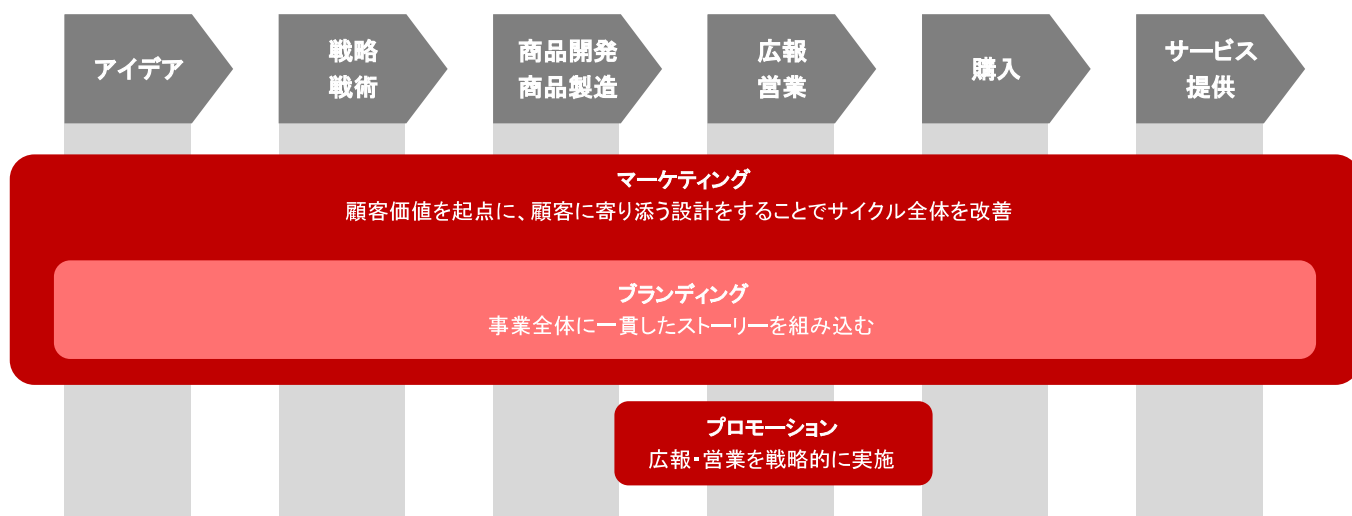 アイデア
戦略
戦術
商品開発
商品製造
広報
営業
購入
サービス
提供
マーケティング
顧客価値を起点に、顧客に寄り添う設計をすることでサイクル全体を改善
ブランディング
事業全体に一貫したストーリーを組み込む
プロモーション
広報・営業を戦略的に実施